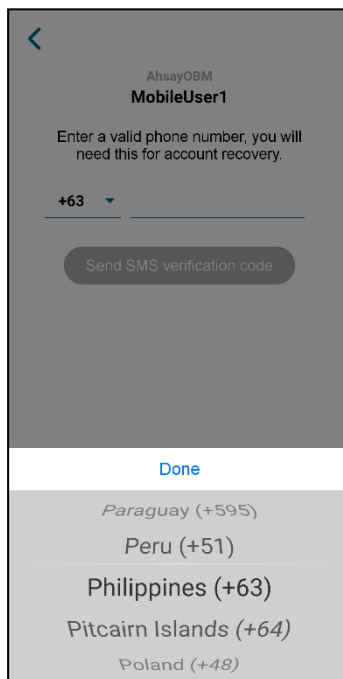 AhsayOBM
MobileUser1
Enter a valid phone number, you will
need this for account recovery.
+63
Send SMS verification code
Done
Paraguay (+595)
Peru (+51)
Philippines (+63)
Pitcairn Islands (+64)
Poland (+48)